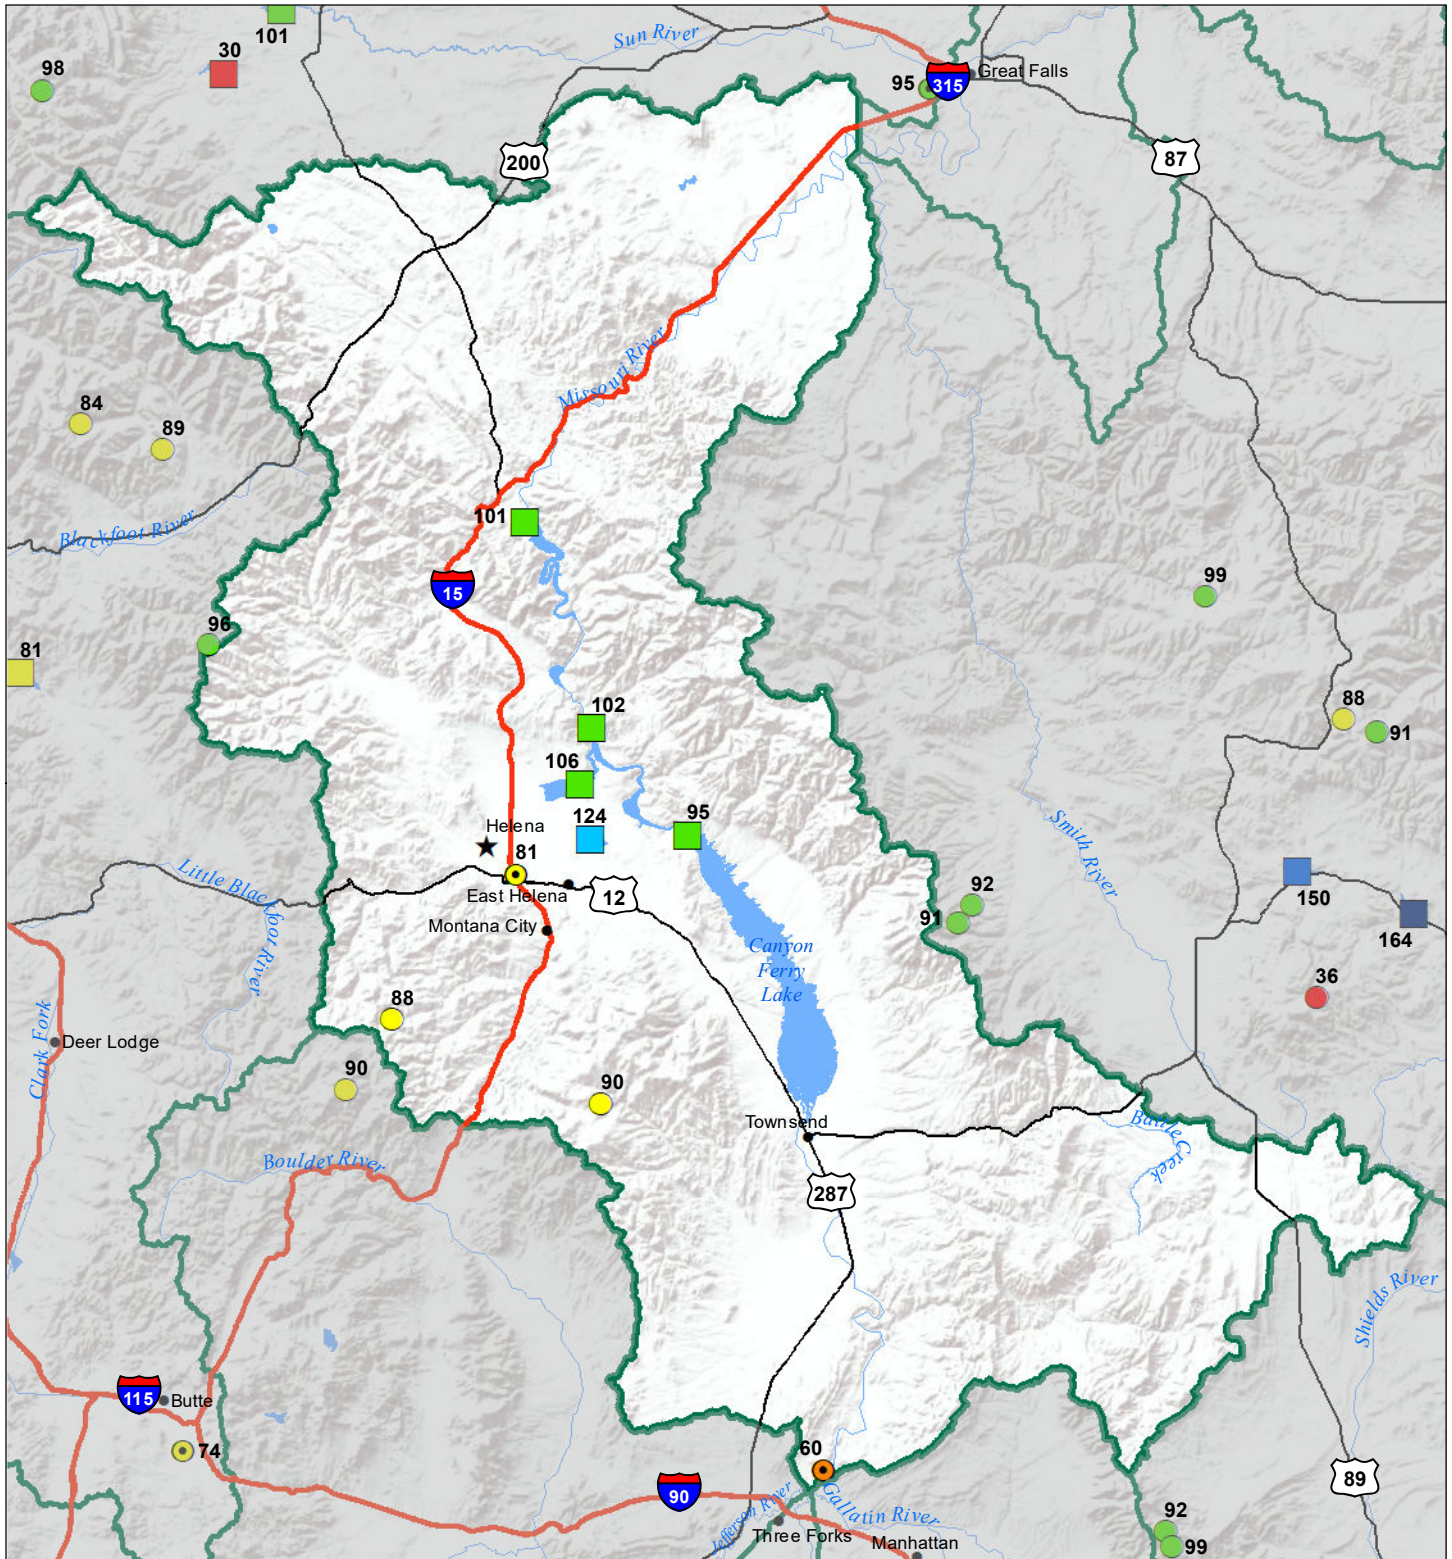 101
Sun River
30
98
Great Falls
95
315
200
87
Missouri River
84
89
101
Blackfoot River
15
99
96
81
88
91
102
106
95
124
Helena
81
Smith River
Little Blackfoot River
150
East Helena
12
92
91
164
Montana City
Canyon
Ferry
Lake
36
88
Clark Fork
Deer Lodge
90
90
Townsend
Battle Creek
Boulder River
287
Shields River
115
Butte
74
60
89
90
Jefferson River
Gallatin River
Three Forks
92
Manhattan
99